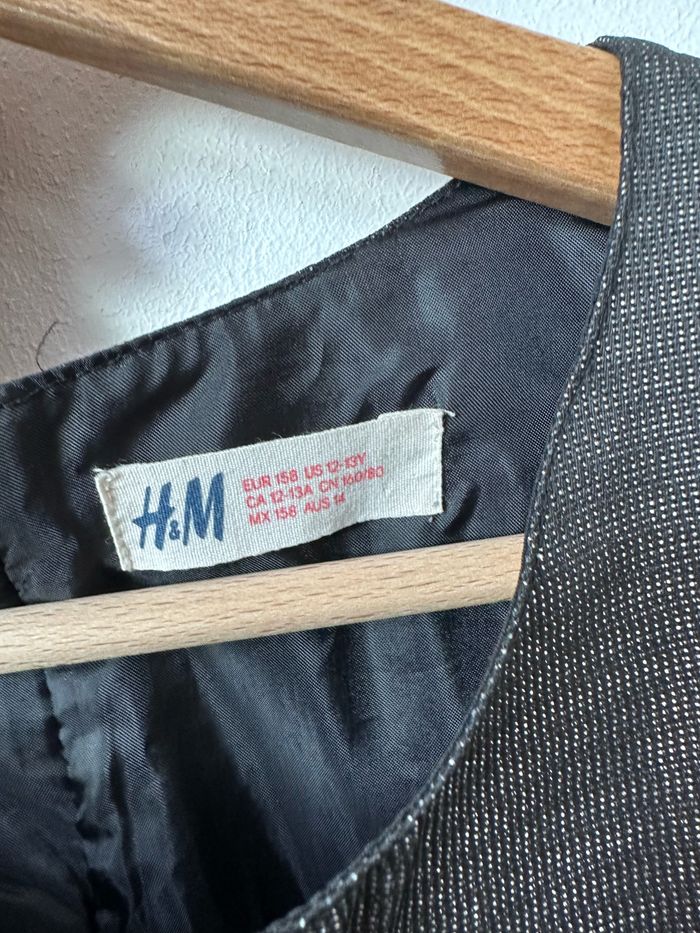 H&M
EUR 158 US 12-13Y
CA 12-13A CN 160/80
MX 158 AUS 14